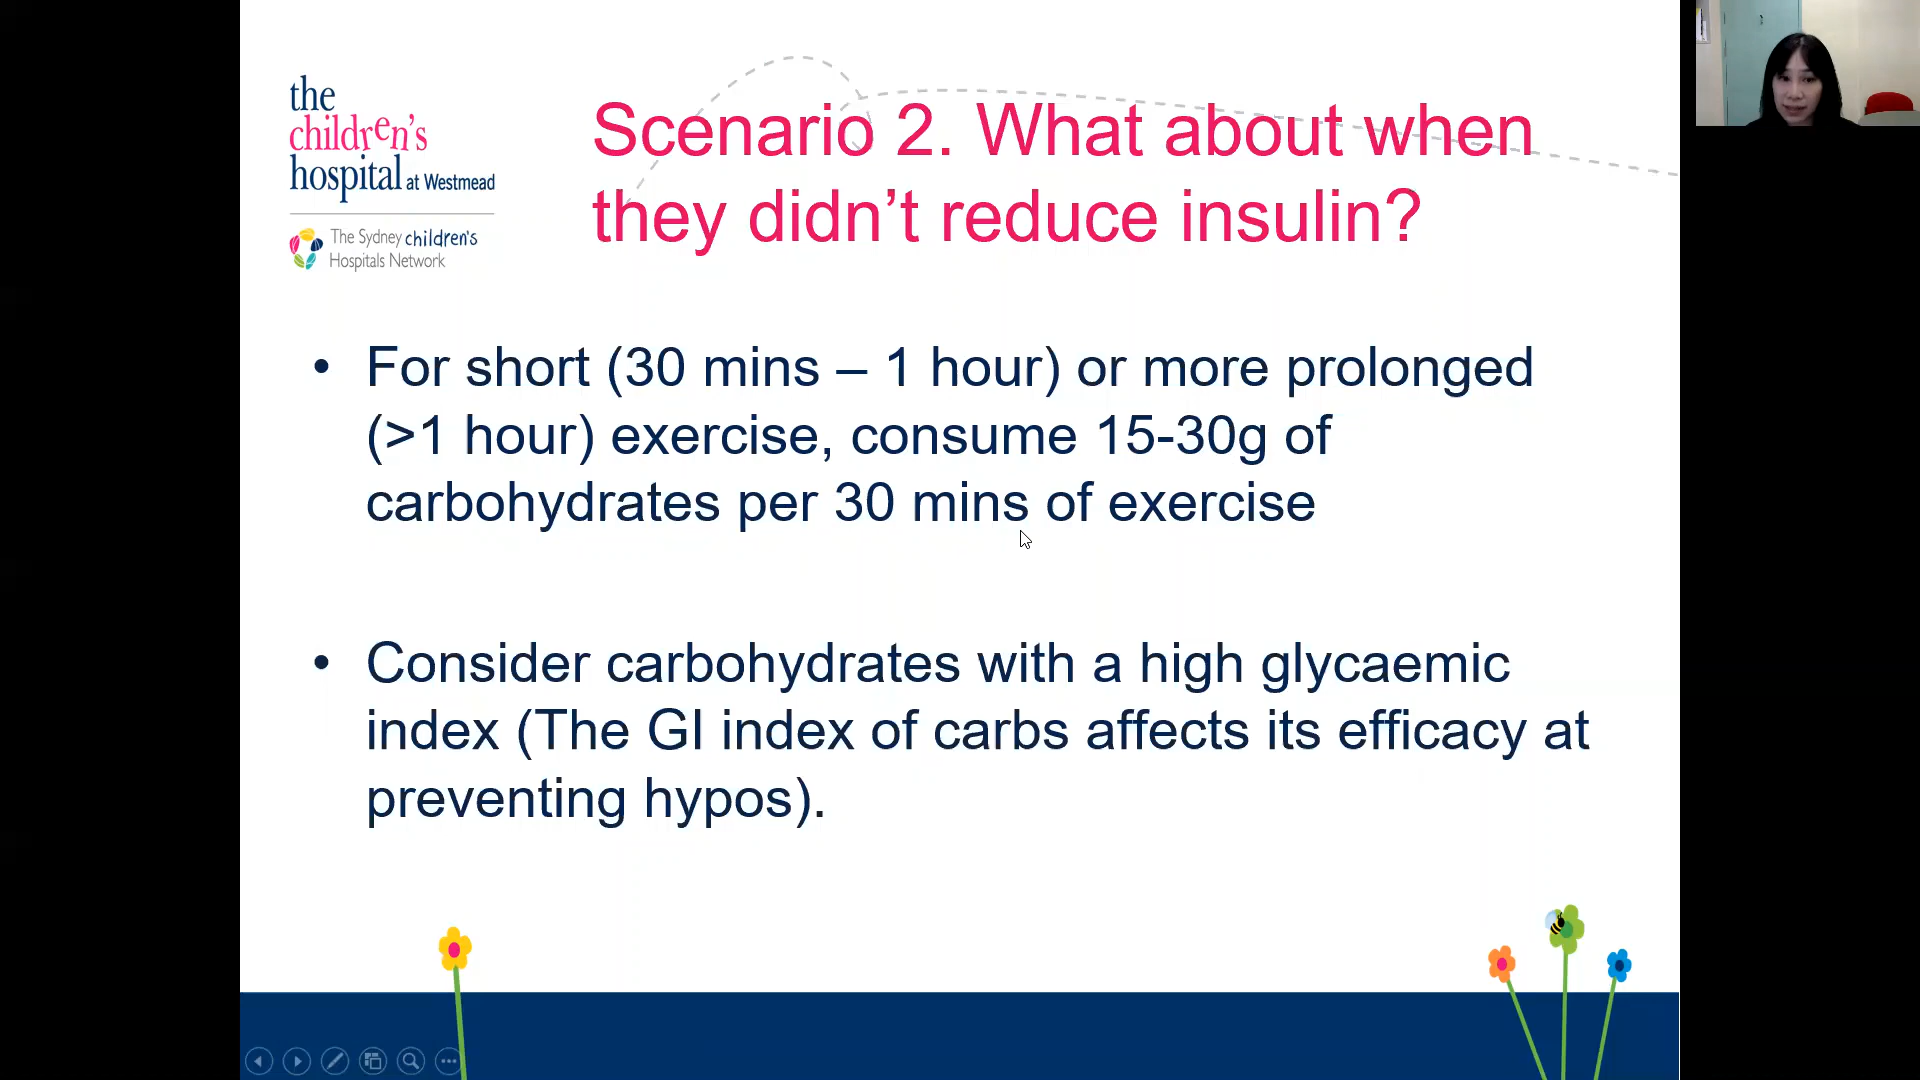 the
children's
hospital at Westmead
The Sydney children's
Hospitals Network
Scenario 2. What about when
they didn’t reduce insulin?
• For short (30 mins – 1 hour) or more prolonged
(>1 hour) exercise, consume 15-30g of
carbohydrates per 30 mins of exercise
• Consider carbohydrates with a high glycaemic
index (The GI index of carbs affects its efficacy at
preventing hypos).